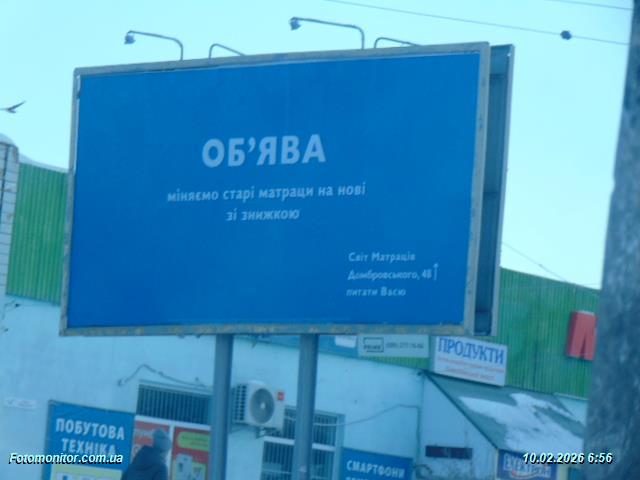 ОБ'ЯВА
міняємо старі матраци на нові
зі знижкою
Світ Матраців
Домбровського, 48↑
питати Васю
ПРОДУКТИ
ПОБУТОВА
ТЕХНІКА
СМАРТФОНИ
Fotomonitor.com.ua
10.02.2026 6:56